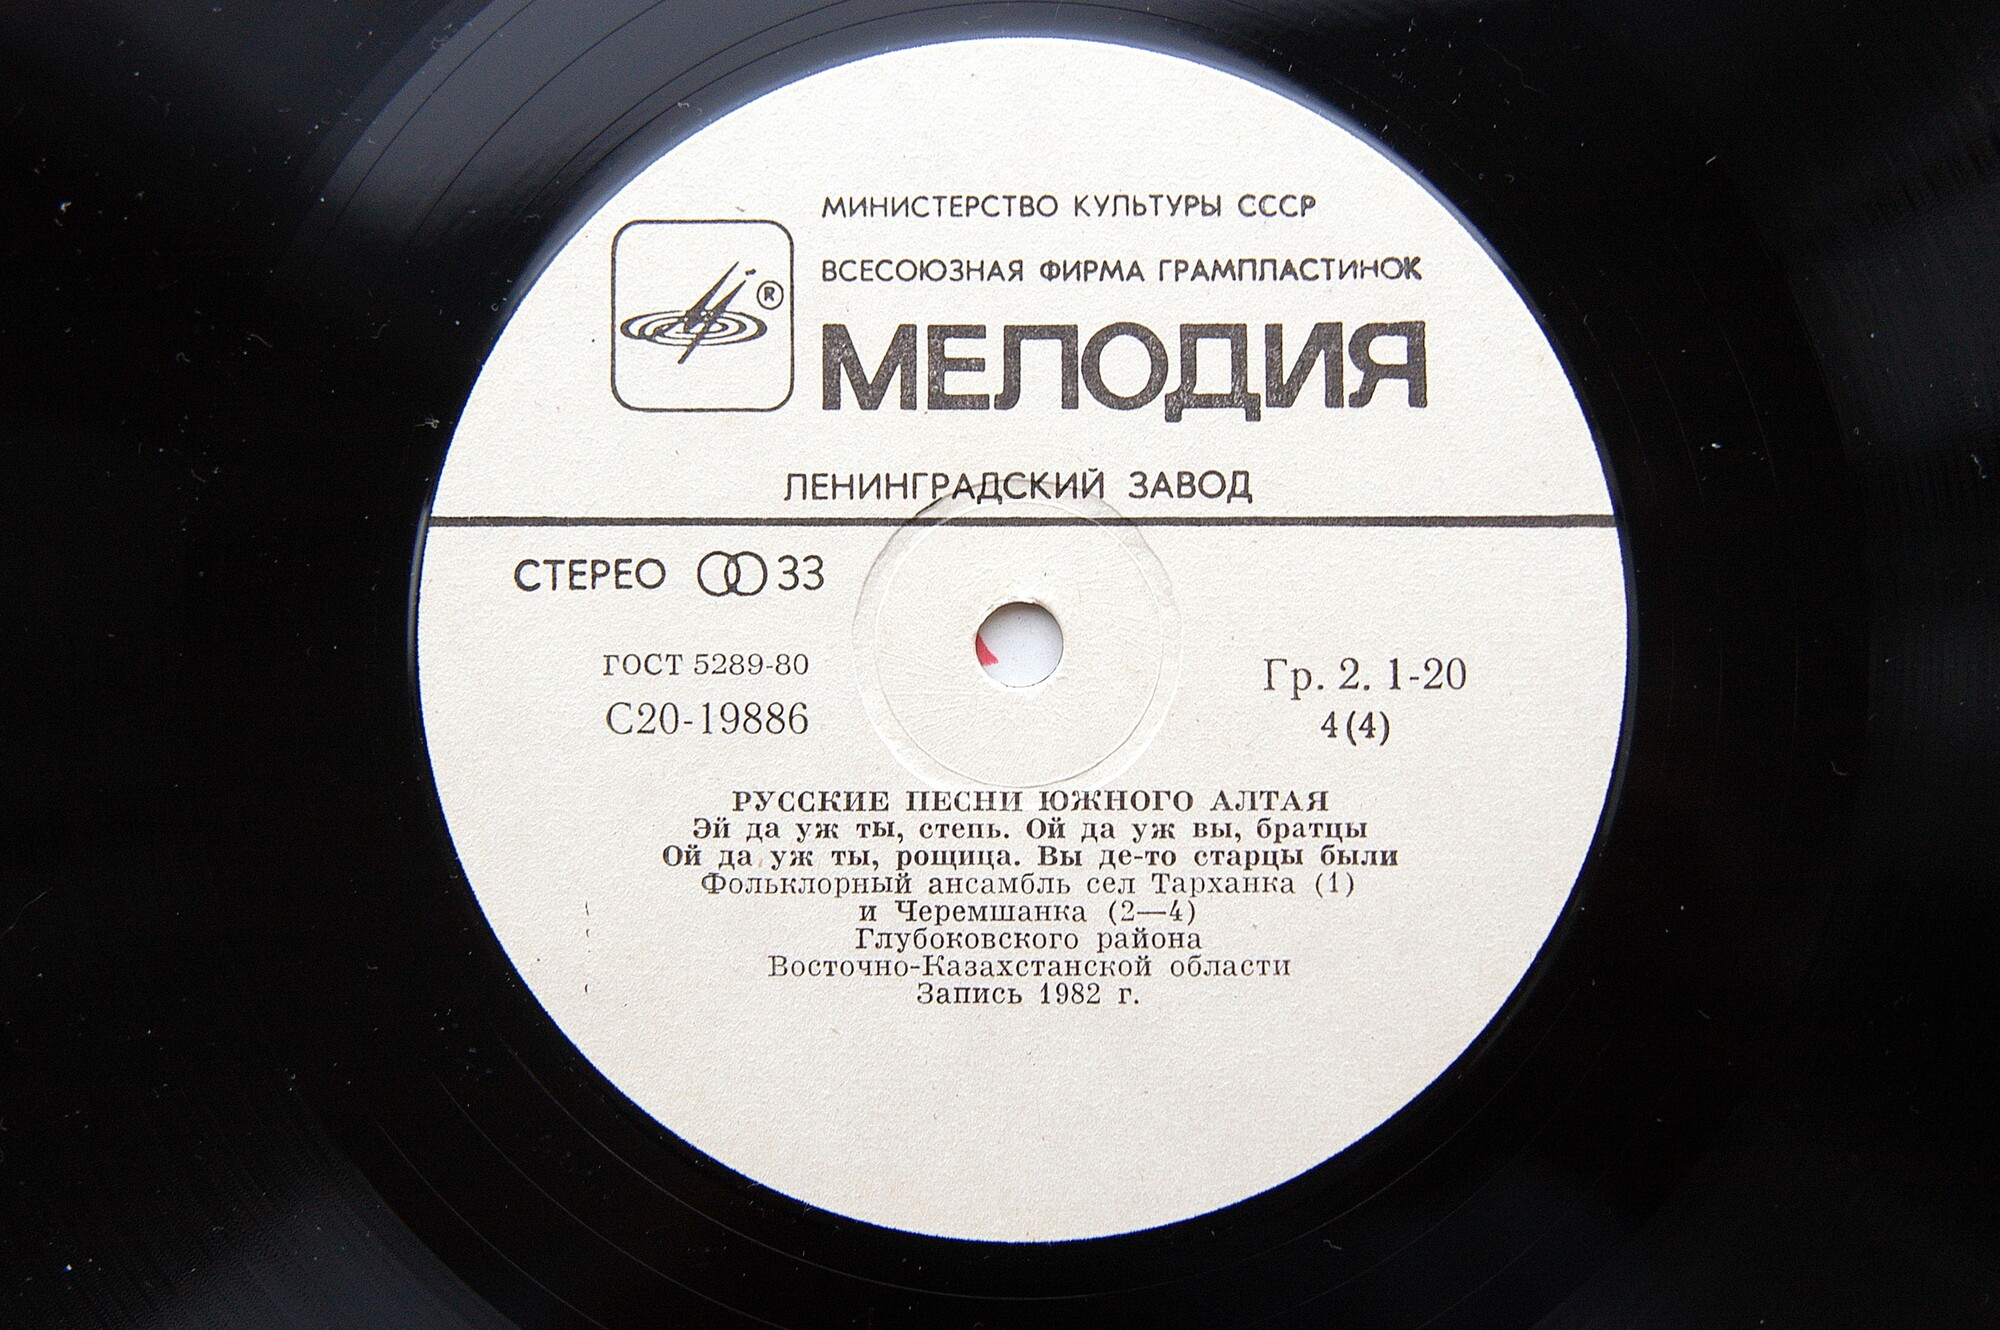 МИНИСТЕРСТВО КУЛЬТУРЫ СССР
ВСЕСОЮЗНАЯ ФИРМА ГРАМПЛАСТИНОК
®
МЕЛОДИЯ
ЛЕНИНГРАДСКИЙ ЗАВОД
СТЕРЕО 33
ГОСТ 5289-80
С20-19886
Гр. 2. 1-20
4(4)
РУССКИЕ ПЕСНИ ЮЖНОГО АЛТАЯ
Эй да уж ты, степь. Ой да уж вы, братцы
Ой да уж ты, рощица. Вы де-то старцы были
Фольклорный ансамбль сел Тарханка (1)
и Черемшанка (2—4)
Глубоковского района
Восточно-Казахстанской области
Запись 1982 г.